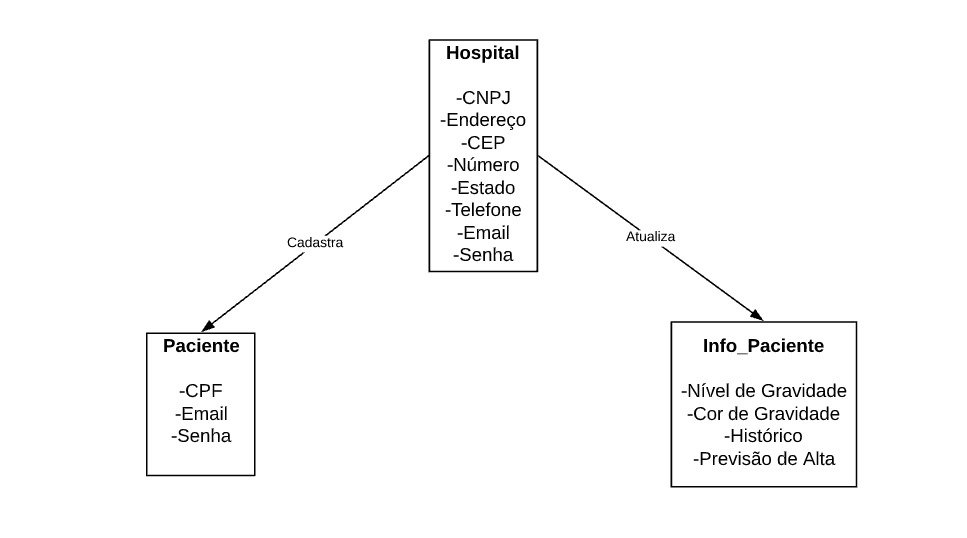 Hospital
-CNPJ
-Endereço
-CEP
-Número
-Estado
-Telefone
-Email
-Senha
Cadastra
Atualiza
Paciente
-CPF
-Email
-Senha
Info_Paciente
-Nível de Gravidade
-Cor de Gravidade
-Histórico
-Previsão de Alta